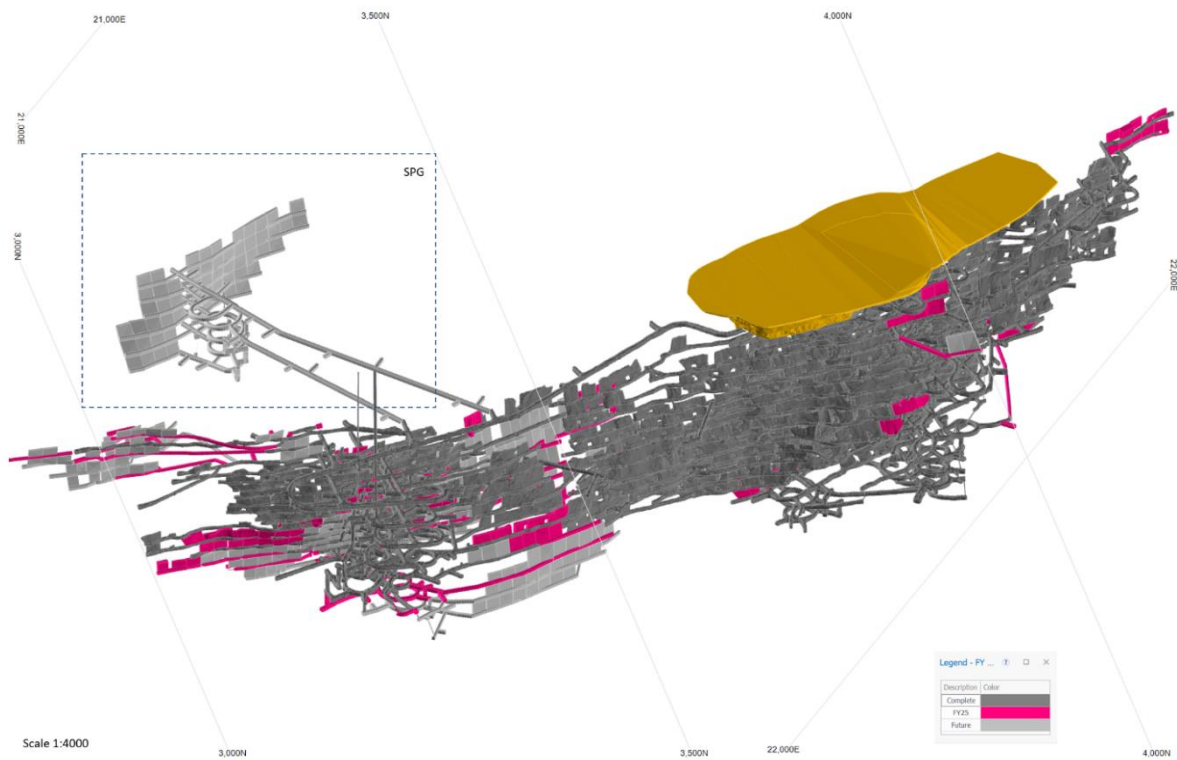 21,000E
3,500N
4,000N
21,000E
SPG
3,000N
22,000E
Legend - FY ...
Description Color
Complete
FY25
Future
Scale 1:4000
3,000N
3,500N
22,000E
4,000N